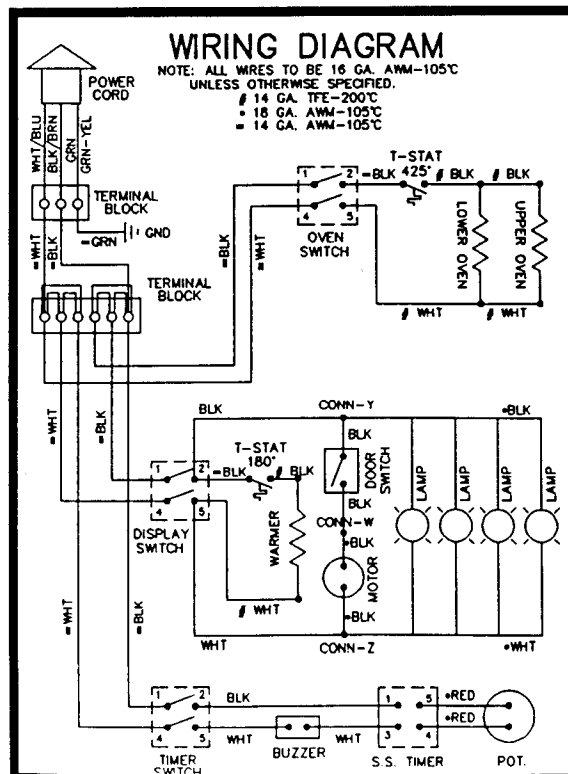 WIRING DIAGRAM
NOTE: ALL WIRES TO BE 16 GA. AWM-105℃
UNLESS OTHERWISE SPECIFIED.
⫽ 14 GA. TFE-200℃
• 18 GA. AWM-105℃
= 14 GA. AWM-105℃
POWER
CORD
WHT/BLU
BLK/BRN
GRN
GRN-YEL
TERMINAL
BLOCK
=WHT
=BLK
=GRN
GND
TERMINAL
BLOCK
=BLK
=WHT
1 2
4 5
OVEN
SWITCH
=BLK
T-STAT
425°
⫽ BLK
⫽ BLK
LOWER OVEN
UPPER OVEN
⫽ WHT
⫽ WHT
=WHT
=BLK
BLK
CONN-Y
•BLK
1 2
4 5
DISPLAY
SWITCH
T-STAT
180°
=BLK
⫽ BLK
WARMER
⫽ WHT
BLK
DOOR
SWITCH
BLK
CONN-W
•BLK
MOTOR
•BLK
LAMP
LAMP
LAMP
LAMP
WHT
CONN-Z
•WHT
=WHT
=BLK
1 2
4 5
TIMER
SWITCH
BLK
WHT
BUZZER
WHT
1 5
3 4
S.S. TIMER
•RED
•RED
POT.